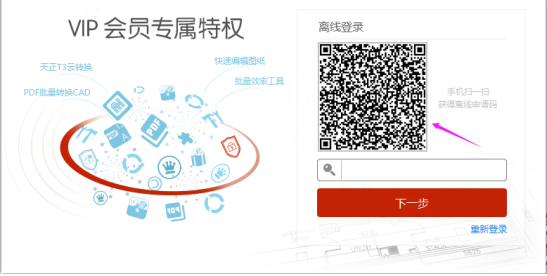 VIP 会员专属特权
天正T3云转换
快速编辑图纸
PDF批量转换CAD
批量效率工具
PDF
离线登录
手机扫一扫
获得离线申请码
下一步
重新登录